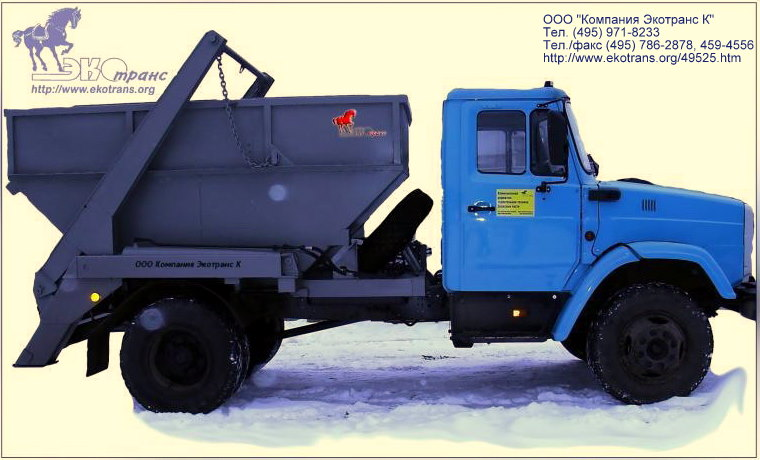 ЭКОтранс
http://www.ekotrans.org
ООО "Компания Экотранс К"
Тел. (495) 971-8233
Тел./факс (495) 786-2878, 459-4556
http://www.ekotrans.org/49525.htm
ООО Компания Экотранс К